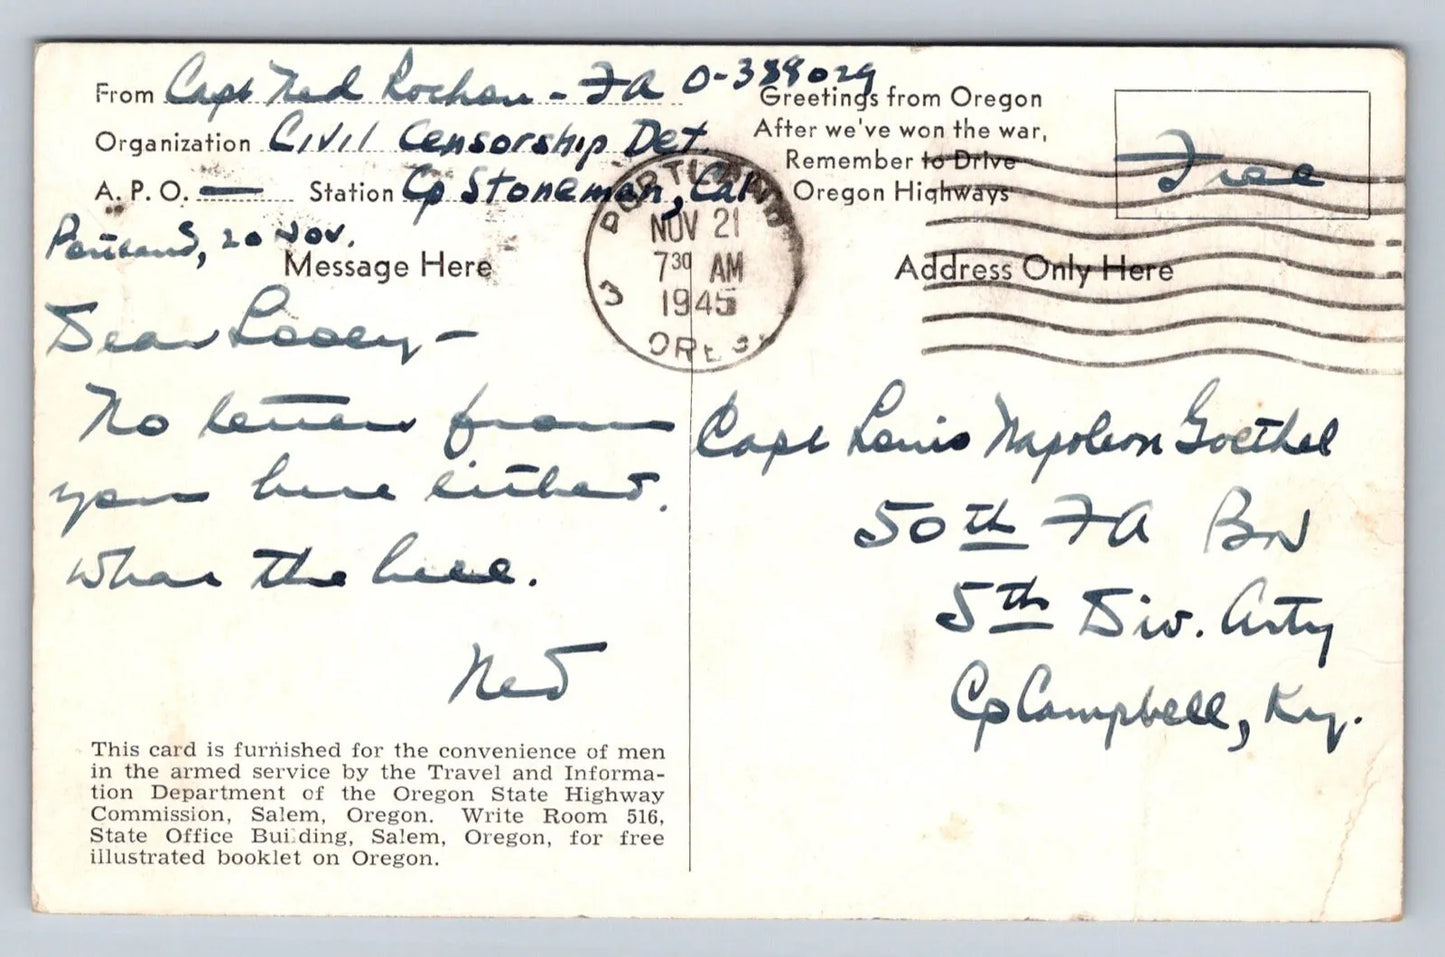 From Capt Ned Rochon - FA O-388029
Organization Civil Censorship Det.
A.P.O. — Station Cp Stoneman, Cal
Portland, 20 Nov.
Message Here
Dear Looey -
No letter from
you here either.
What the hell.
Ned
This card is furnished for the convenience of men
in the armed service by the Travel and Informa-
tion Department of the Oregon State Highway
Commission, Salem, Oregon. Write Room 516,
State Office Building, Salem, Oregon, for free
illustrated booklet on Oregon.
PORTLAND
NOV 21
7 30 AM
1945
3
OREG
Greetings from Oregon
After we've won the war,
Remember to Drive
Oregon Highways
Free
Address Only Here
Capt Louis Napoleon Goethel
50th FA BN
5th Div. Arty
Cp Campbell, Ky.